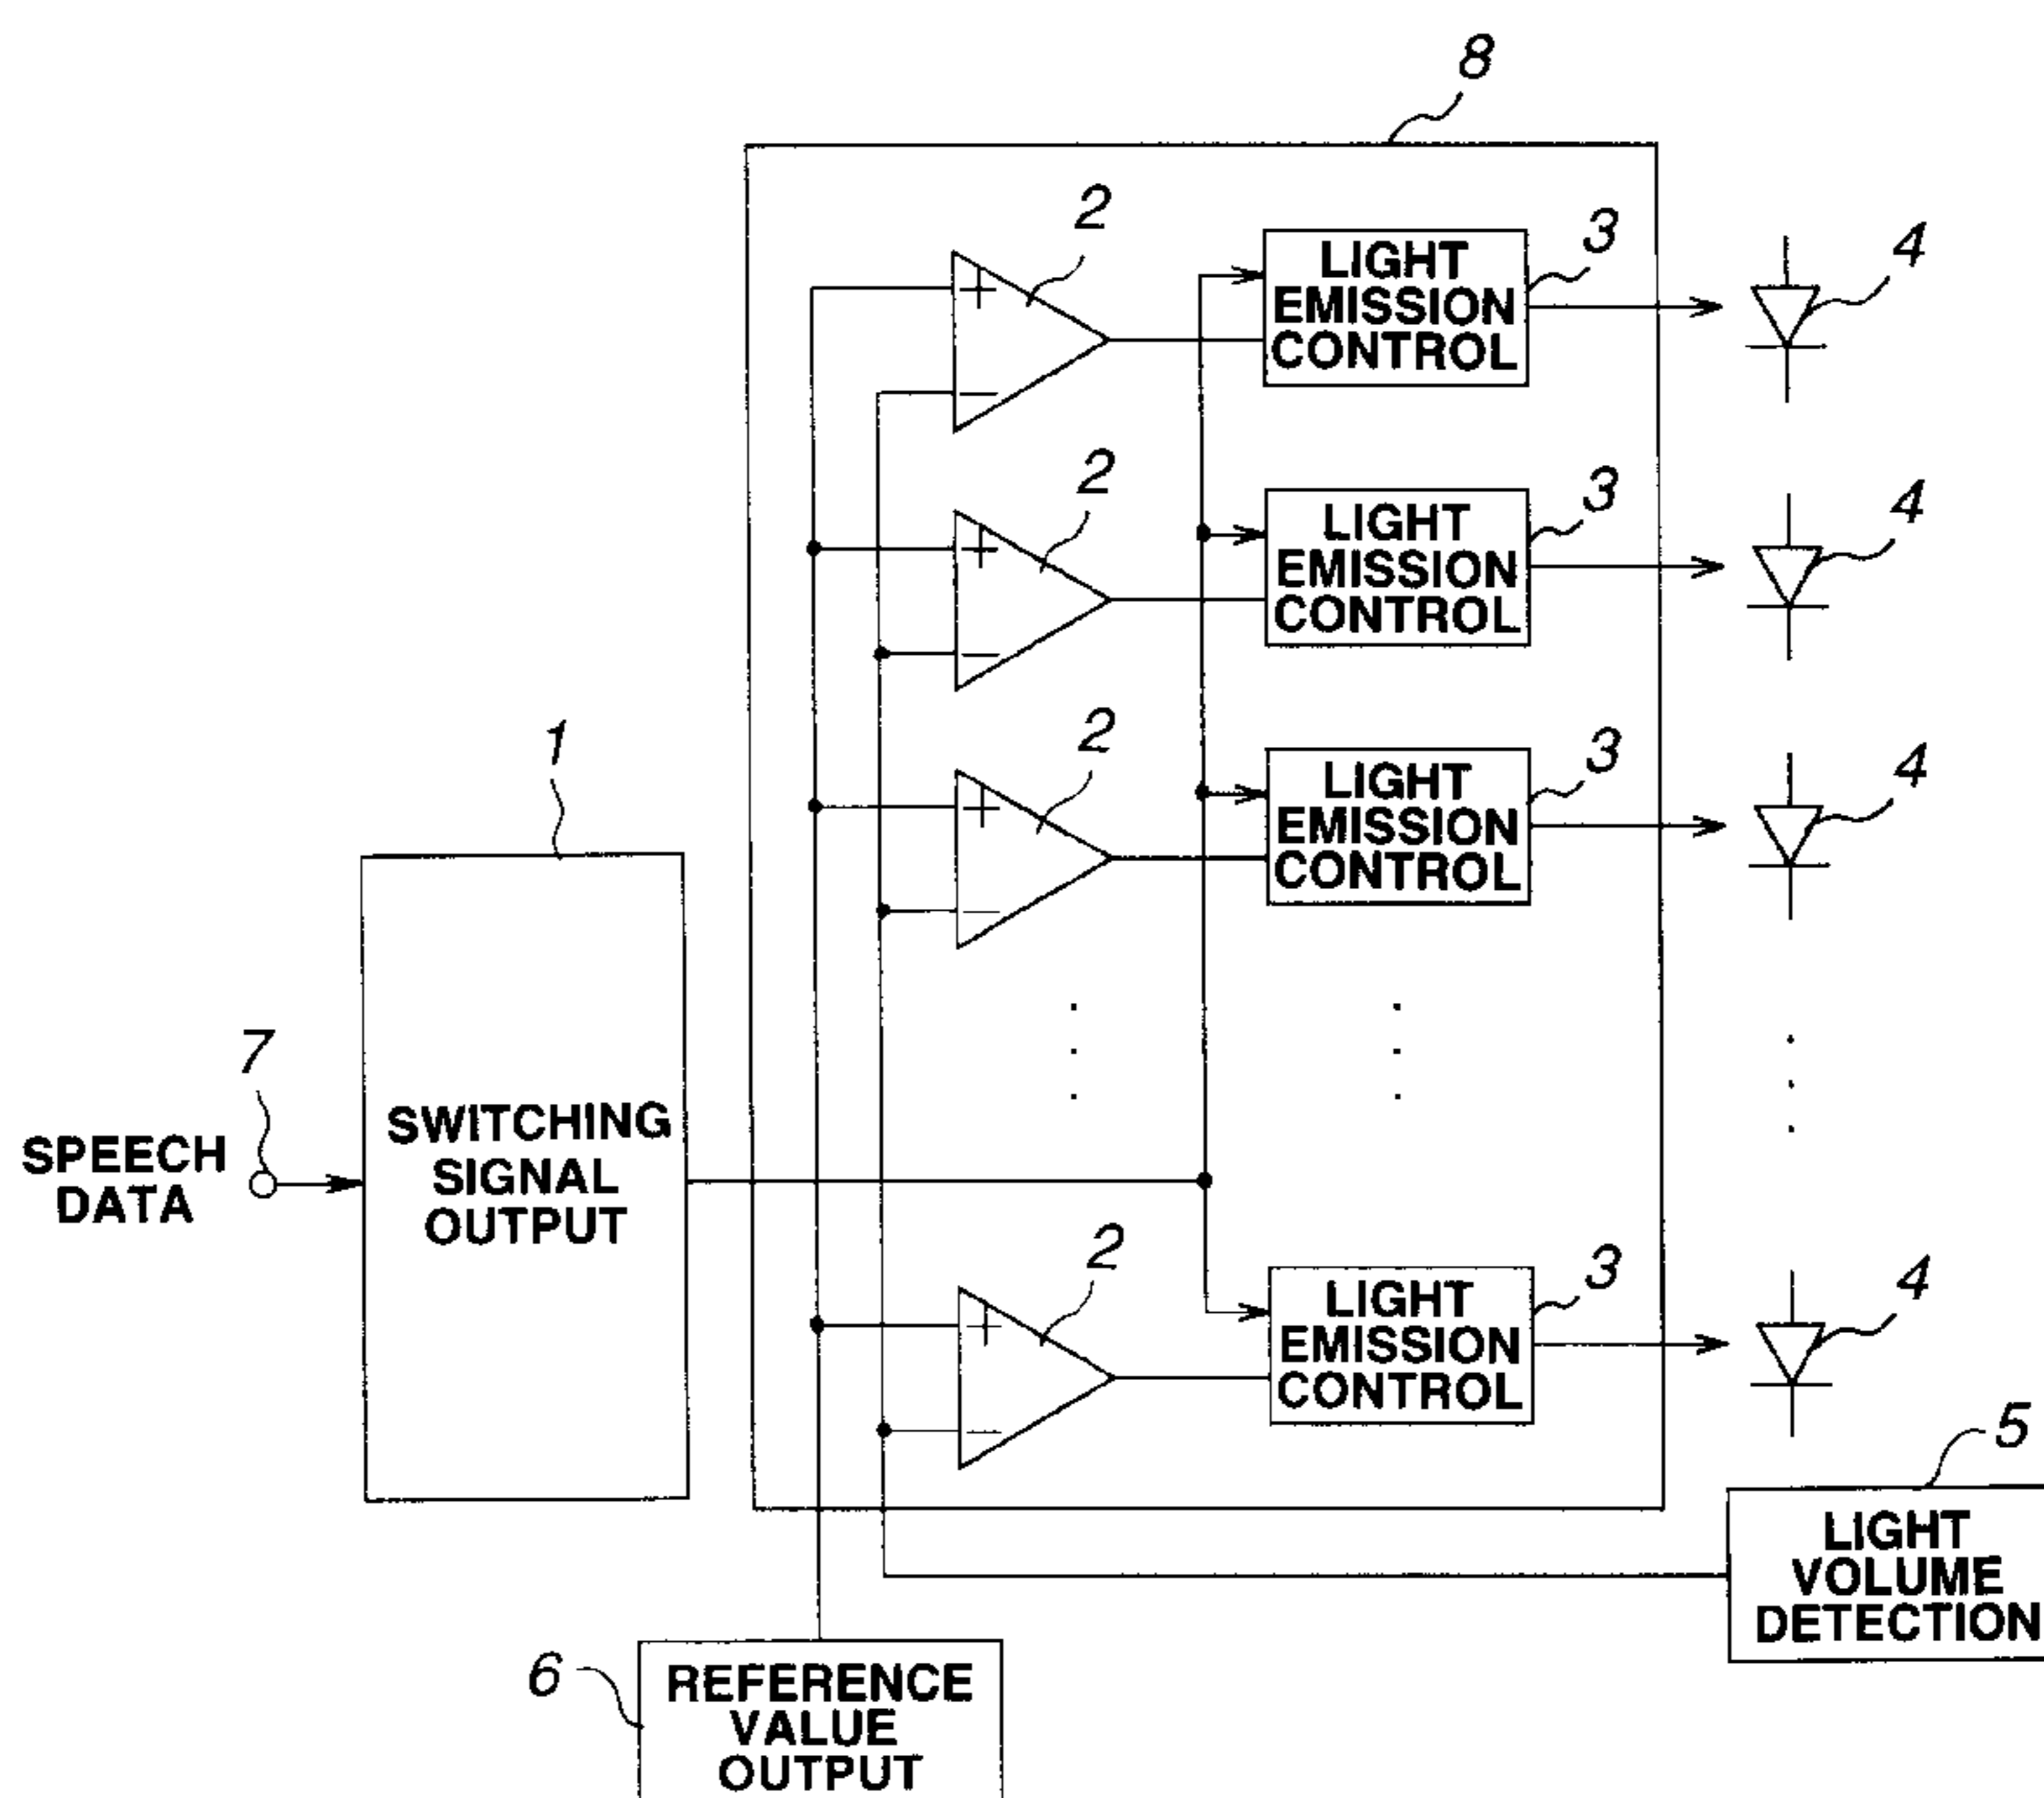 8
2
+
−
LIGHT
EMISSION
CONTROL
3
4
2
+
−
LIGHT
EMISSION
CONTROL
3
4
2
+
−
LIGHT
EMISSION
CONTROL
3
4
1
7
SPEECH
DATA
SWITCHING
SIGNAL
OUTPUT
2
+
−
LIGHT
EMISSION
CONTROL
3
4
5
LIGHT
VOLUME
DETECTION
6
REFERENCE
VALUE
OUTPUT